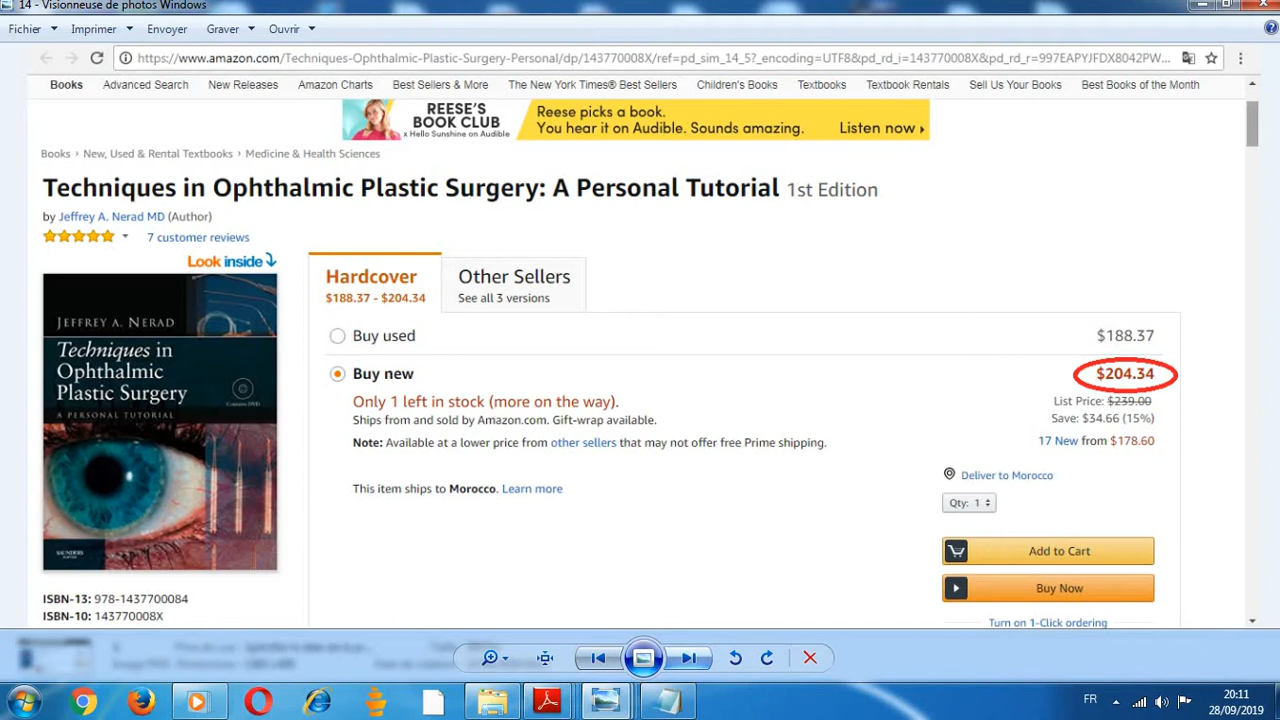 14 - Visionneuse de photos Windows
Fichier Imprimer Envoyer Graver Ouvrir
https://www.amazon.com/Techniques-Ophthalmic-Plastic-Surgery-Personal/dp/143770008X/ref=pd_sim_14_5?_encoding=UTF8&pd_rd_i=143770008X&pd_rd_r=997EAPYJFDX8042PW...
Books Advanced Search New Releases Amazon Charts Best Sellers & More The New York Times® Best Sellers Children's Books Textbooks Textbook Rentals Sell Us Your Books Best Books of the Month
REESE'S
BOOK CLUB
x Hello Sunshine on Audible
Reese picks a book.
You hear it on Audible. Sounds amazing.
Listen now
Books › New, Used & Rental Textbooks › Medicine & Health Sciences
Techniques in Ophthalmic Plastic Surgery: A Personal Tutorial 1st Edition
by Jeffrey A. Nerad MD (Author)
7 customer reviews
Look inside
JEFFREY A. NERAD
Techniques in
Ophthalmic
Plastic Surgery
A PERSONAL TUTORIAL
Contains DVD
SAUNDERS
ISBN-13: 978-1437700084
ISBN-10: 143770008X
Hardcover
$188.37 - $204.34
Other Sellers
See all 3 versions
Buy used $188.37
Buy new $204.34
Only 1 left in stock (more on the way).
List Price: $239.00
Ships from and sold by Amazon.com. Gift-wrap available.
Save: $34.66 (15%)
Note: Available at a lower price from other sellers that may not offer free Prime shipping.
17 New from $178.60
This item ships to Morocco. Learn more
Deliver to Morocco
Qty: 1
Add to Cart
Buy Now
Turn on 1-Click ordering
FR
20:11
28/09/2019